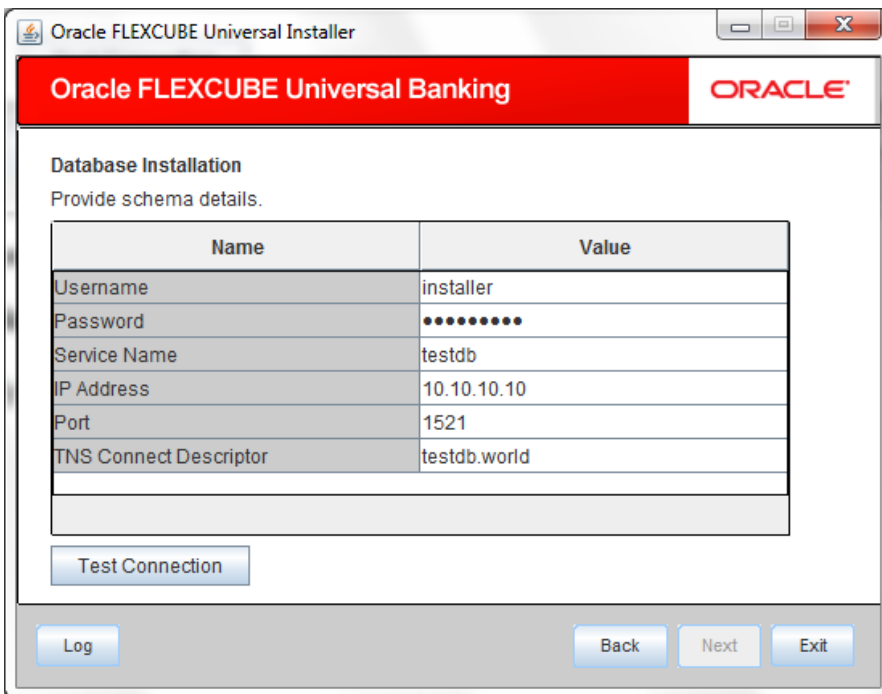 Oracle FLEXCUBE Universal Installer
Oracle FLEXCUBE Universal Banking ORACLE
Database Installation
Provide schema details.
Name Value
Username installer
Password •••••••••
Service Name testdb
IP Address 10.10.10.10
Port 1521
TNS Connect Descriptor testdb.world
Test Connection
Log Back Next Exit